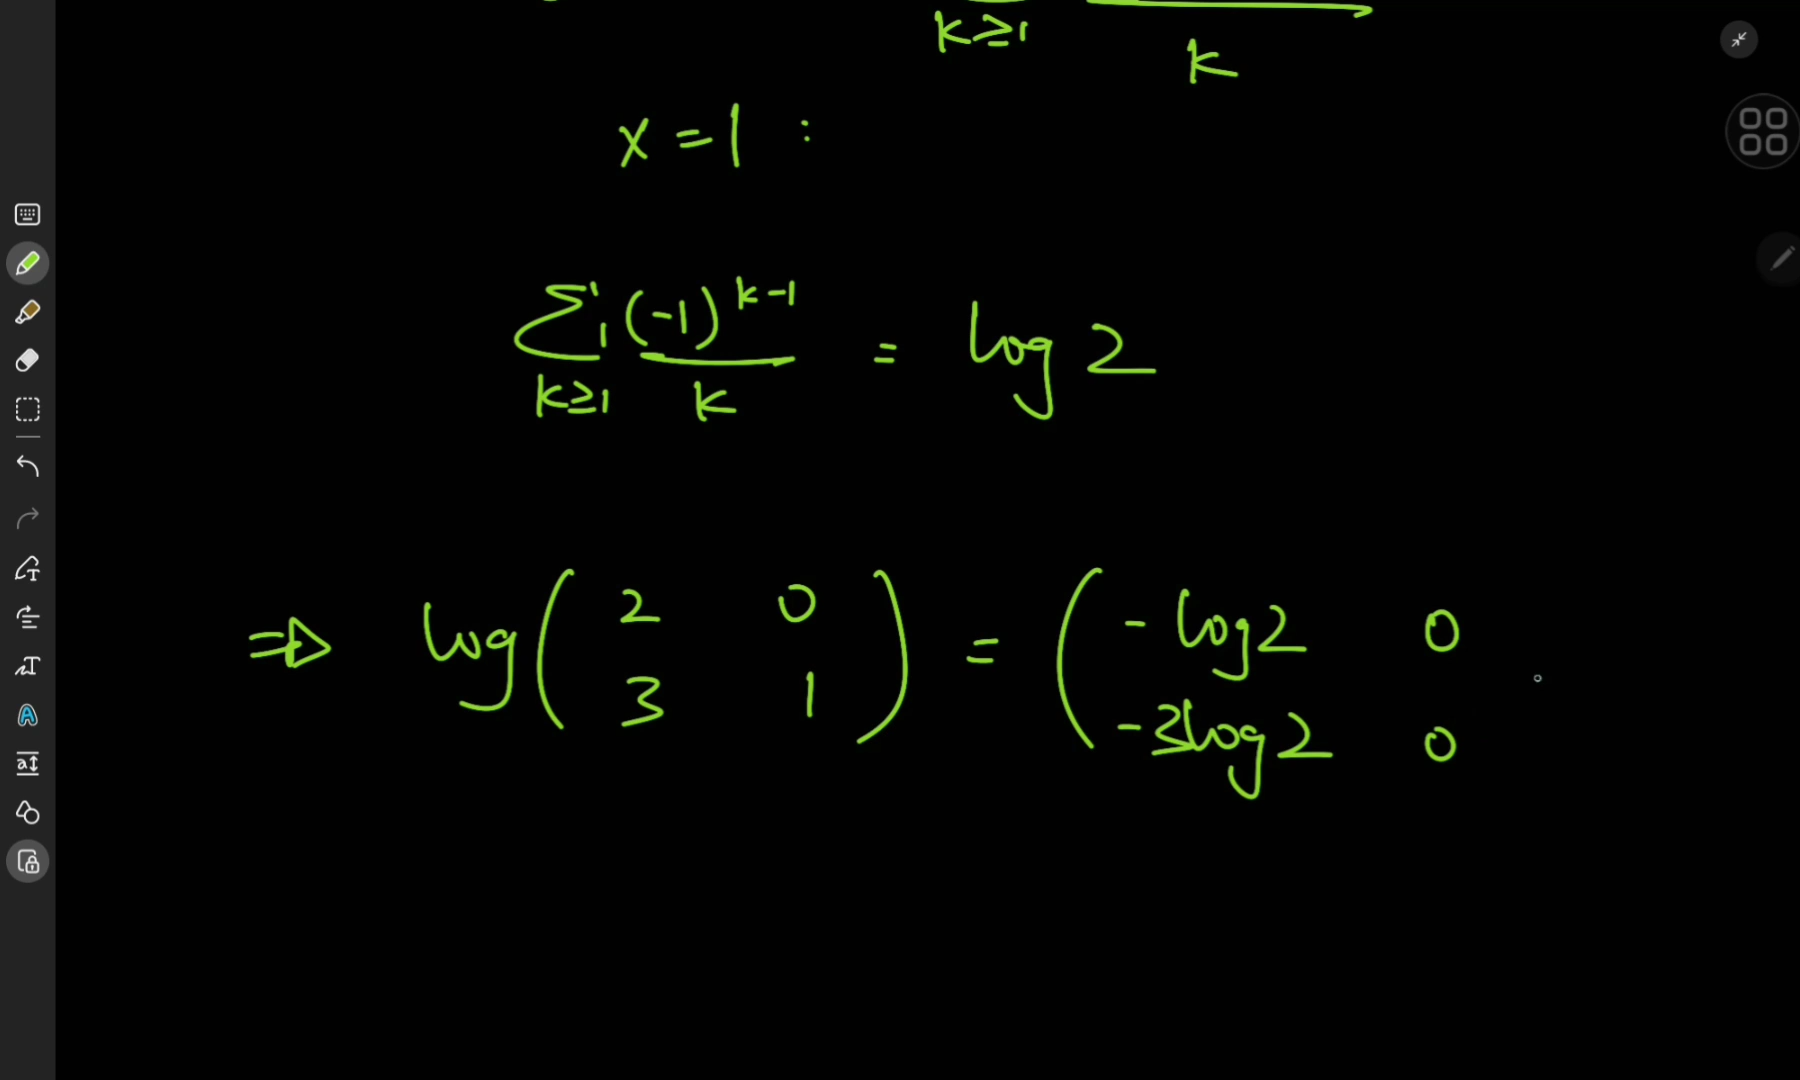 k≥1 k
x = 1 :
∑ (-1)^{k-1} / k = log 2
k≥1
⇒ log ( 2 0 ) = ( -log2 0 )
( 3 1 ) ( -3log2 0 )